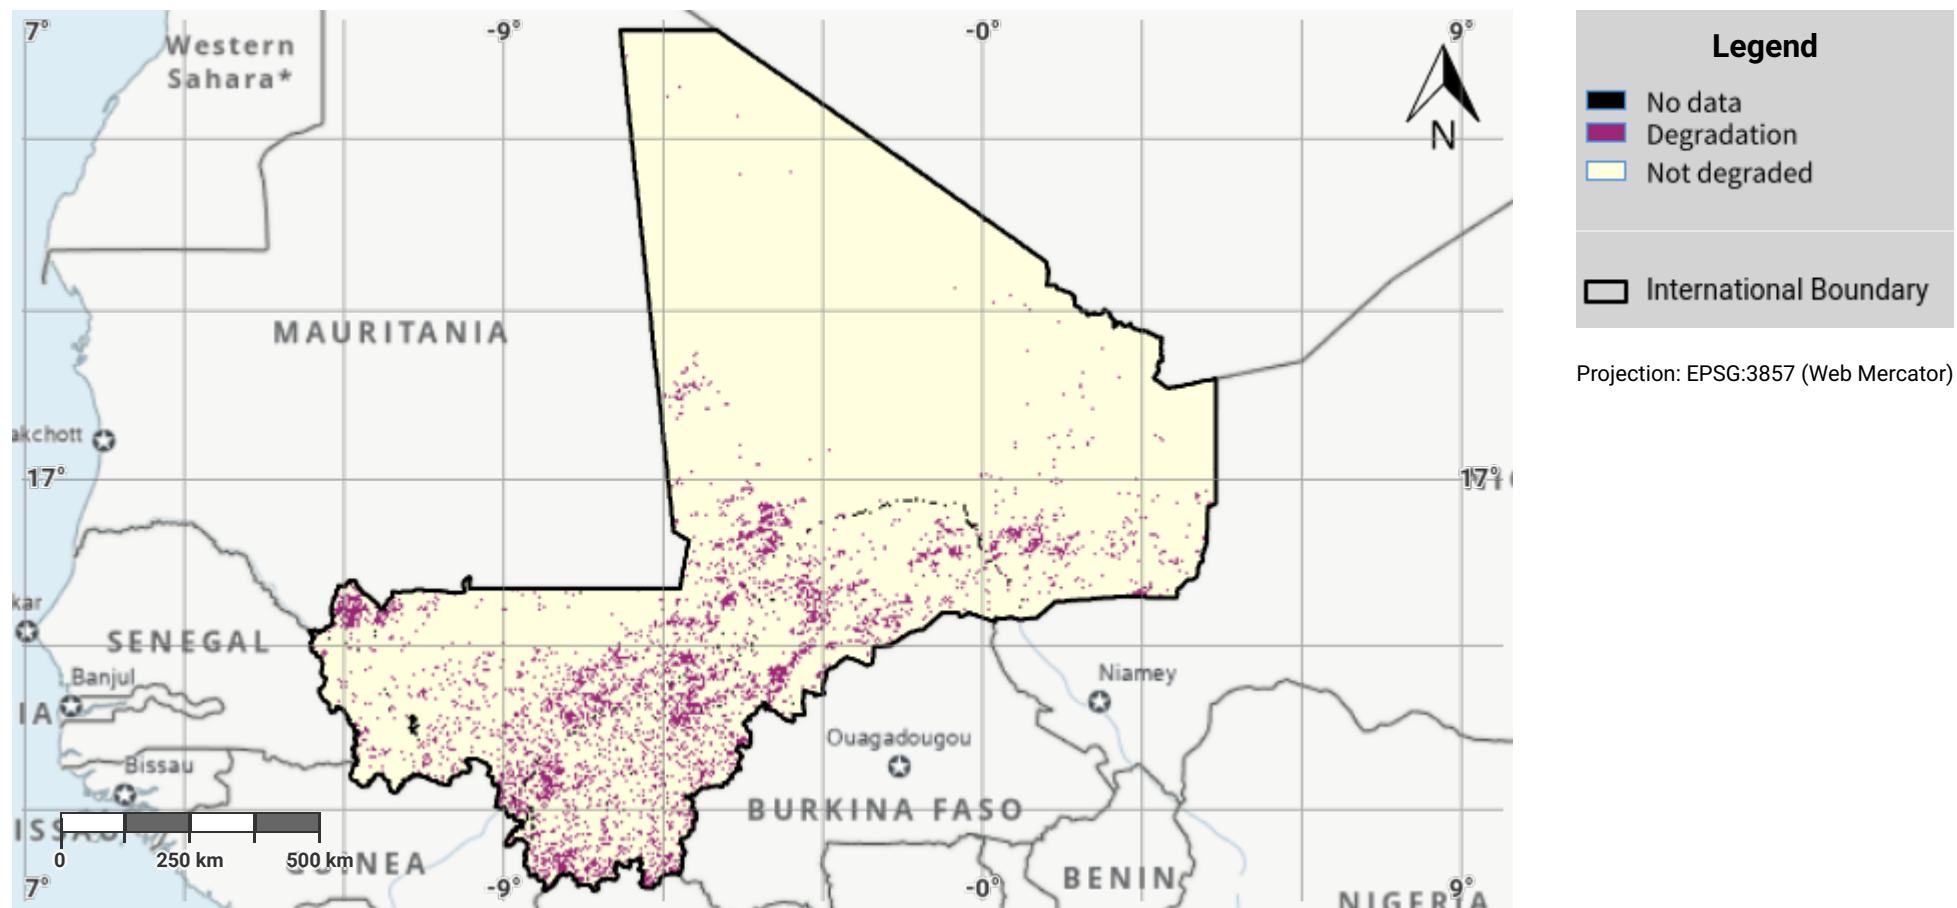 7°
-9°
-0°
9°
Western
Sahara*
N
MAURITANIA
akchott
17°
17°
kar
SENEGAL
Banjul
IA
Bissau
Niamey
Ouagadougou
BURKINA FASO
BENIN
NIGERIA
0
250 km
500 km
7°
-9°
-0°
9°
Legend
No data
Degradation
Not degraded
International Boundary
Projection: EPSG:3857 (Web Mercator)